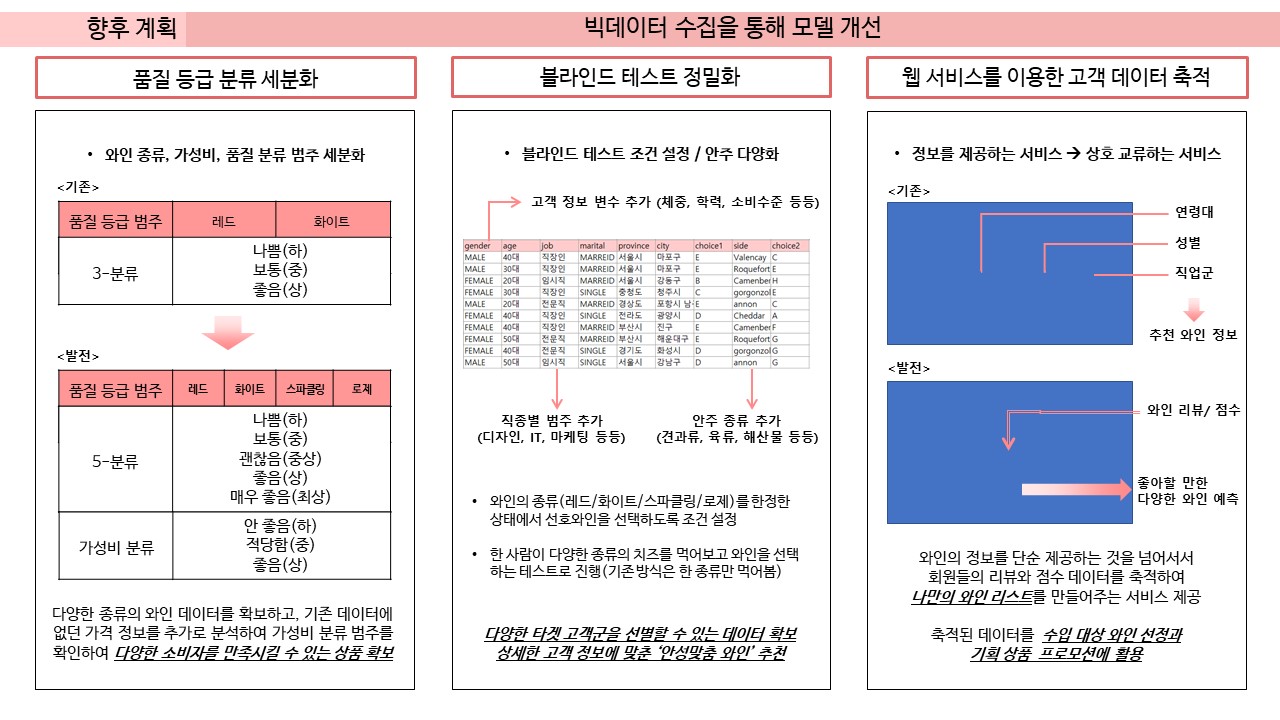 향후 계획
빅데이터 수집을 통해 모델 개선
품질 등급 분류 세분화
• 와인 종류, 가성비, 품질 분류 범주 세분화
<기존>
품질 등급 범주 레드 화이트
3-분류
나쁠(하)
보통(중)
좋음(상)
<발전>
품질 등급 범주 레드 화이트 스파클링 로제
5-분류
나쁠(하)
보통(중)
괜찮음(중상)
좋음(상)
매우 좋음(최상)
가성비 분류
안 좋음(하)
적당함(중)
좋음(상)
다양한 종류의 와인 데이터를 확보하고, 기존 데이터에
없던 가격 정보를 추가로 분석하여 가성비 분류 범주를
확인하여 다양한 소비자를 만족시킬 수 있는 상품 확보
블라인드 테스트 정밀화
• 블라인드 테스트 조건 설정 / 안주 다양화
고객 정보 변수 추가 (체중, 학력, 소비수준 등등)
gender age job marital province city choice1 side choice2
MALE 40대 직장인 MARREID 서울시 마포구 E Valencay C
MALE 30대 직장인 MARREID 서울시 마포구 E Roquefort E
FEMALE 20대 임시직 MARREID 서울시 강동구 B Camember H
FEMALE 30대 직장인 SINGLE 충청도 청주시 C gorgonzol E
MALE 20대 전문직 MARREID 경상도 포항시 남 E annon C
FEMALE 40대 직장인 SINGLE 전라도 광양시 D Cheddar A
FEMALE 40대 직장인 MARREID 부산시 진구 E Camember F
FEMALE 50대 전문직 MARREID 부산시 해운대구 E Roquefort G
FEMALE 40대 전문직 SINGLE 경기도 화성시 D gorgonzol G
MALE 50대 임시직 SINGLE 서울시 강남구 D annon G
직종별 범주 추가
(디자인, IT, 마케팅 등등)
안주 종류 추가
(견과류, 육류, 해산물 등등)
• 와인의 종류(레드/화이트/스파클링/로제)를 한정한
상태에서 선호와인을 선택하도록 조건 설정
• 한 사람이 다양한 종류의 치즈를 먹어보고 와인을 선택
하는 테스트로 진행(기존 방식은 한 종류만 먹어봄)
다양한 타겟 고객군을 선별할 수 있는 데이터 확보
상세한 고객 정보에 맞춘 ‘안성맞춤 와인’ 추천
웹 서비스를 이용한 고객 데이터 축적
• 정보를 제공하는 서비스 → 상호 교류하는 서비스
<기존>
연령대
성별
직업군
추천 와인 정보
<발전>
와인 리뷰/ 점수
좋아할 만한
다양한 와인 예측
와인의 정보를 단순 제공하는 것을 넘어서서
회원들의 리뷰와 점수 데이터를 축적하여
나만의 와인 리스트를 만들어주는 서비스 제공
축적된 데이터를 수입 대상 와인 선정과
기획 상품 프로모션에 활용